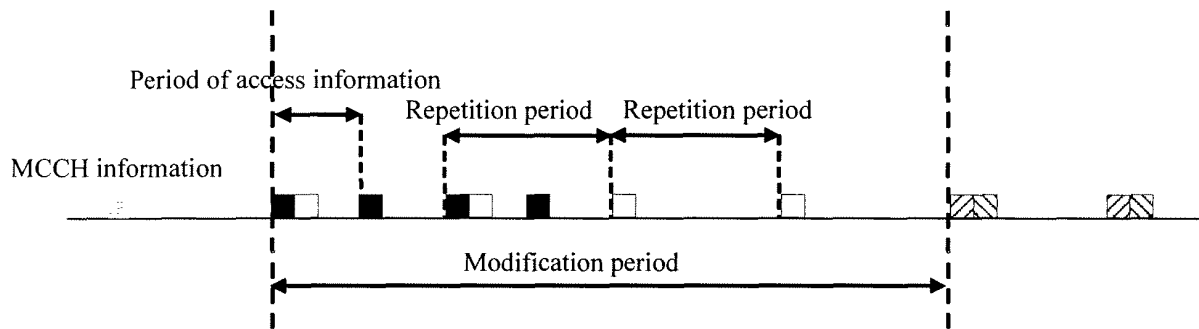 Period of access information
Repetition period
Repetition period
MCCH information
Modification period